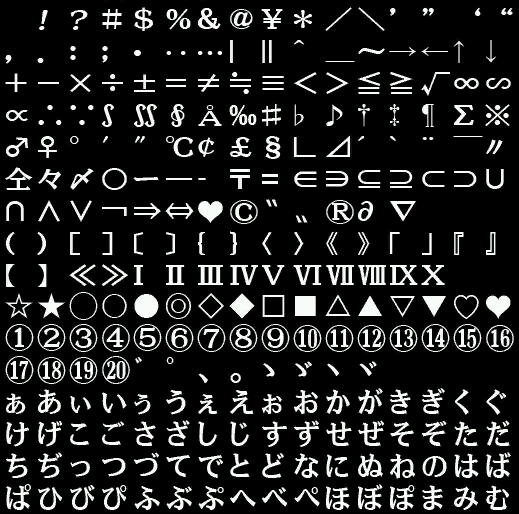 ！ ？ ＃ ＄ ％ ＆ ＠ ￥ ＊ ／ ＼ ’ ” ‘ “
， ． ： ； ・ ‥ … | ‖ ＾ ＿ ～ → ← ↑ ↓
＋ － × ÷ ± ＝ ≠ ≒ ≡ ＜ ＞ ≦ ≧ √ ∞ ∽
∝ ∴ ∵ ∫ ∬ § Å ‰ ♯ ♭ ♪ † ‡ ¶ Σ ※
♂ ♀ ° ′ ″ ℃ ¢ £ § ∟ ⊿ ´ ｀ ¨ ￣ 〃
仝 々 〆 〇 ー — ‐ 〒 〓 ∈ ∋ ⊆ ⊇ ⊂ ⊃ ∪
∩ ∧ ∨ ¬ ⇒ ⇔ ♥ © 〝 〟 ® ∂ ∇
（ ） ［ ］ 〔 〕 ｛ ｝ 〈 〉 《 》 「 」 『 』
【 】 ≪ ≫ Ⅰ Ⅱ Ⅲ Ⅳ Ⅴ Ⅵ Ⅶ Ⅷ Ⅸ Ⅹ
☆ ★ ◯ ○ ● ◎ ◇ ◆ □ ■ △ ▲ ▽ ▼ ♡ ♥
① ② ③ ④ ⑤ ⑥ ⑦ ⑧ ⑨ ⑩ ⑪ ⑫ ⑬ ⑭ ⑮ ⑯
⑰ ⑱ ⑲ ⑳ ゛ ゜ 、 。 ゝ ゞ ヽ ヾ
ぁ あ ぃ い ぅ う ぇ え ぉ お か が き ぎ く ぐ
け げ こ ご さ ざ し じ す ず せ ぜ そ ぞ た だ
ち ぢ っ つ づ て で と ど な に ぬ ね の は ば
ぱ ひ び ぴ ふ ぶ ぷ へ べ ぺ ほ ぼ ぽ ま み む